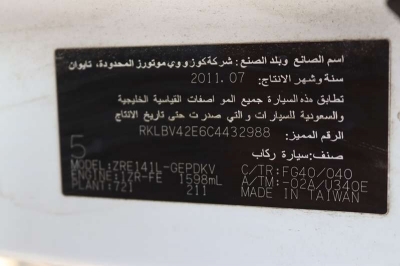 اسم الصانع وبلد الصنع: شركة كوزووي موتورز المحدودة، تايوان
سنة وشهر الانتاج: 2011.07
تطابق هذه السيارة جميع المواصفات القياسية الخليجية
والسعودية للسيارات والتي صدرت حتى تاريخ الانتاج
الرقم المميز: RKLBV42E6C4432988
صنف: سيارة ركاب
5
MODEL: ZRE141L-GEPDKV C/TR: FG40/040
ENGINE: 1ZR-FE 1598mL A/TM: -02A/U340E
PLANT: 721 211 MADE IN TAIWAN